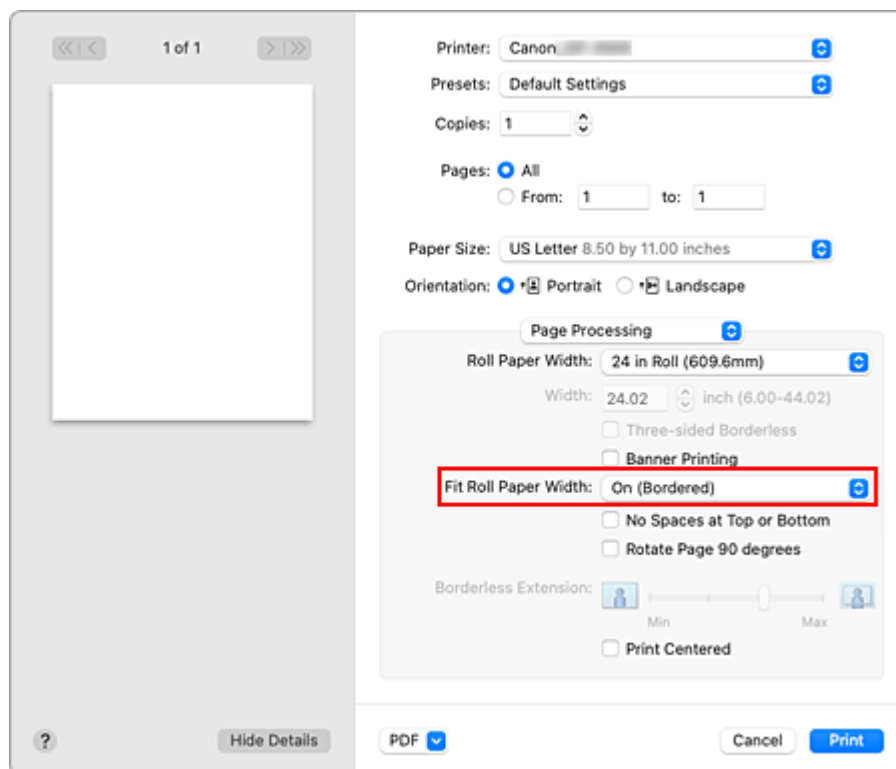 1 of 1
Printer: Canon
Presets: Default Settings
Copies: 1
Pages: All
From: 1 to: 1
Paper Size: US Letter 8.50 by 11.00 inches
Orientation: Portrait Landscape
Page Processing
Roll Paper Width: 24 in Roll (609.6mm)
Width: 24.02 inch (6.00-44.02)
Three-sided Borderless
Banner Printing
Fit Roll Paper Width: On (Bordered)
No Spaces at Top or Bottom
Rotate Page 90 degrees
Borderless Extension:
Min Max
Print Centered
? Hide Details PDF Cancel Print